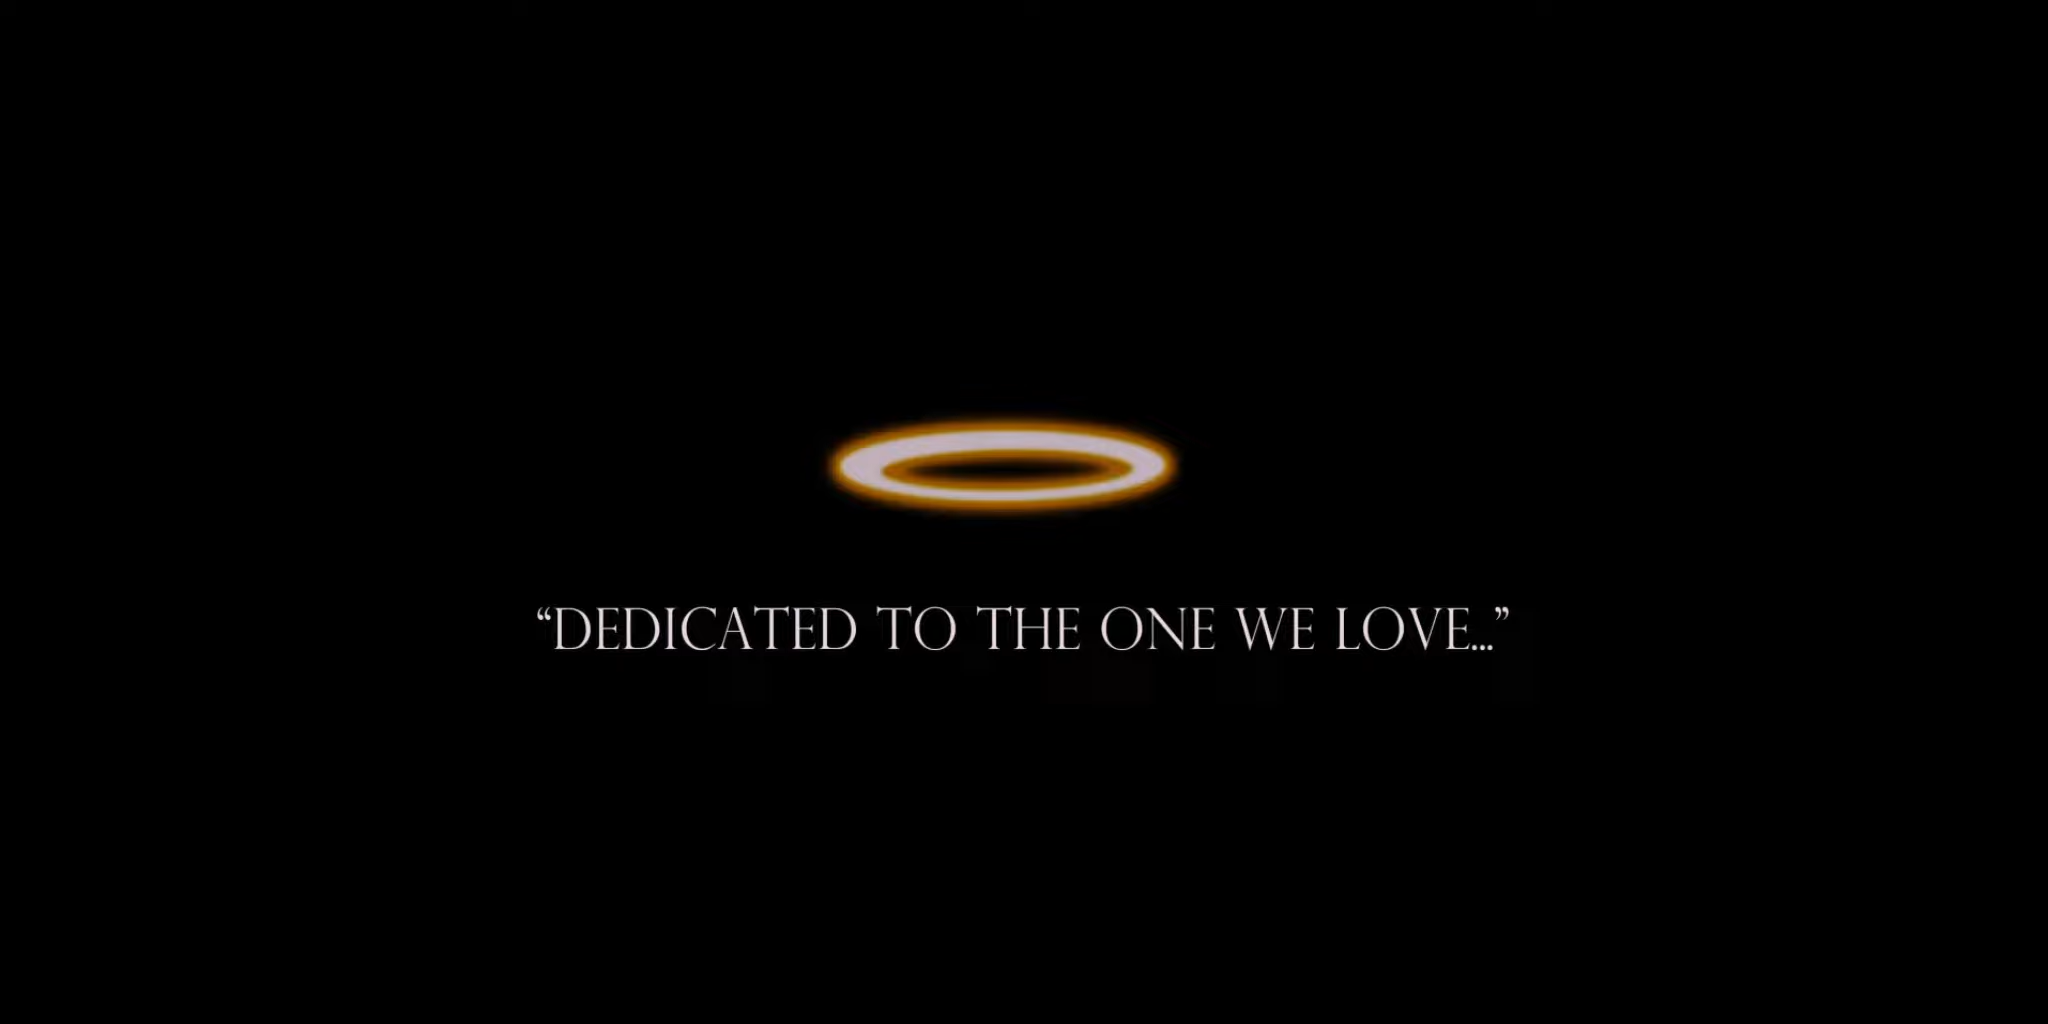 “DEDICATED TO THE ONE WE LOVE...”